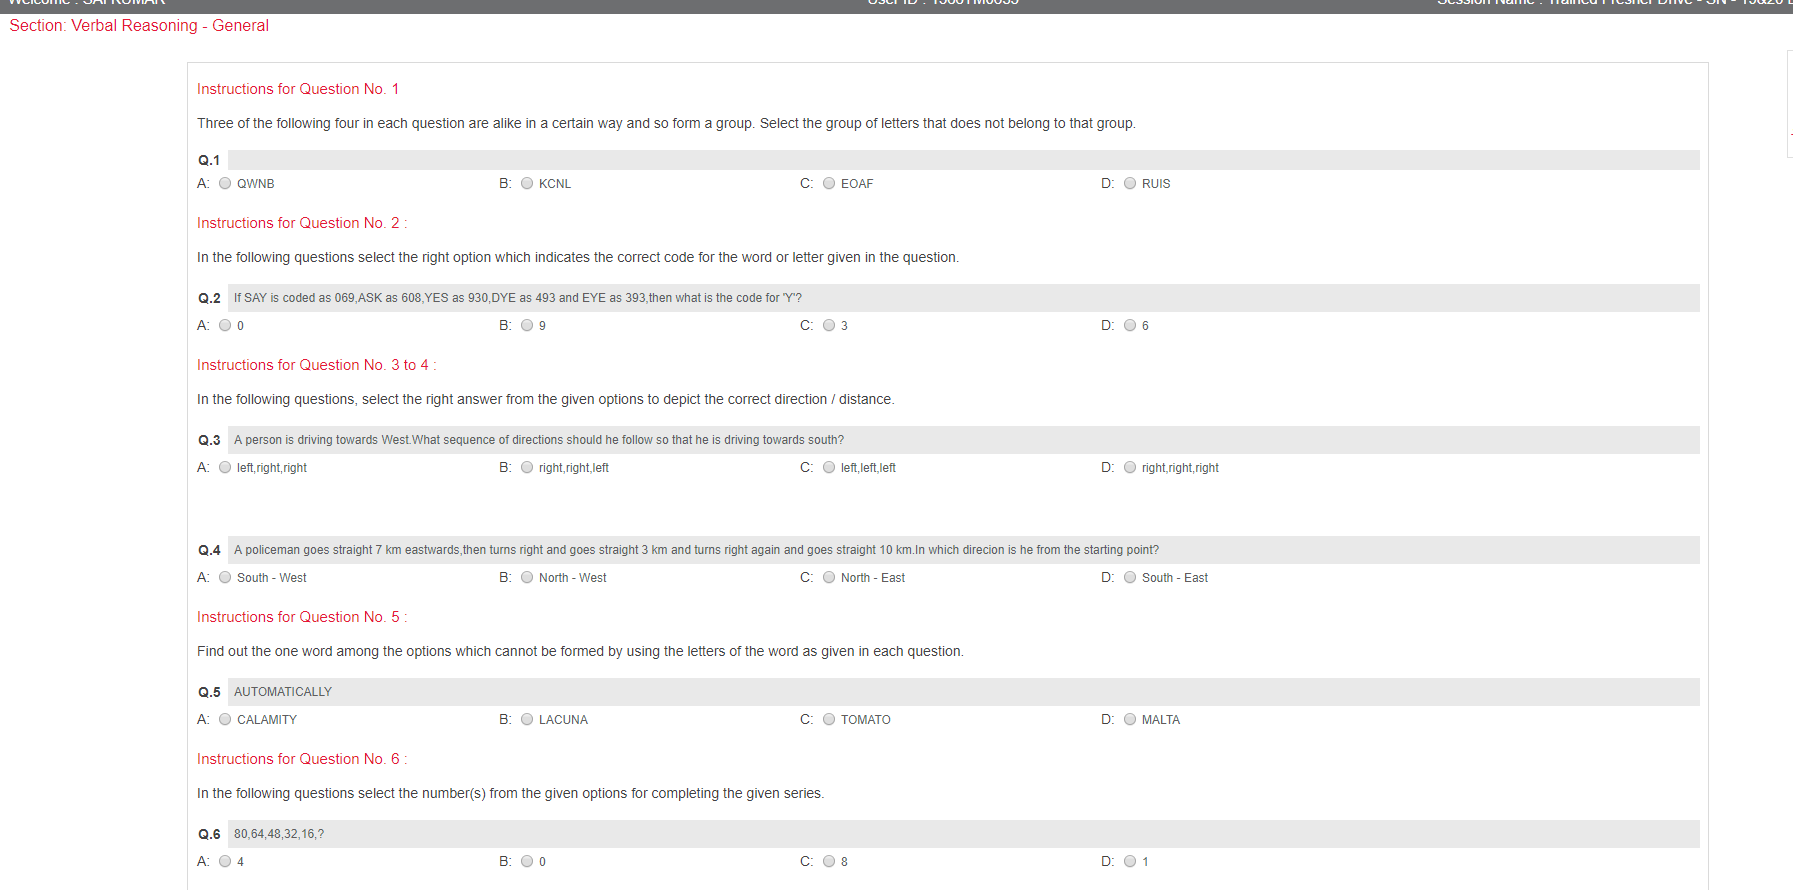 Welcome : SAI KUMAR
Section: Verbal Reasoning - General
Instructions for Question No. 1
Three of the following four in each question are alike in a certain way and so form a group. Select the group of letters that does not belong to that group.
Q.1
A: QWNB B: KCNL C: EOAF D: RUIS
Instructions for Question No. 2 :
In the following questions select the right option which indicates the correct code for the word or letter given in the question.
Q.2 If SAY is coded as 069,ASK as 608,YES as 930,DYE as 493 and EYE as 393,then what is the code for 'Y'?
A: 0 B: 9 C: 3 D: 6
Instructions for Question No. 3 to 4 :
In the following questions, select the right answer from the given options to depict the correct direction / distance.
Q.3 A person is driving towards West.What sequence of directions should he follow so that he is driving towards south?
A: left,right,right B: right,right,left C: left,left,left D: right,right,right
Q.4 A policeman goes straight 7 km eastwards,then turns right and goes straight 3 km and turns right again and goes straight 10 km.In which direcion is he from the starting point?
A: South - West B: North - West C: North - East D: South - East
Instructions for Question No. 5 :
Find out the one word among the options which cannot be formed by using the letters of the word as given in each question.
Q.5 AUTOMATICALLY
A: CALAMITY B: LACUNA C: TOMATO D: MALTA
Instructions for Question No. 6 :
In the following questions select the number(s) from the given options for completing the given series.
Q.6 80,64,48,32,16,?
A: 4 B: 0 C: 8 D: 1